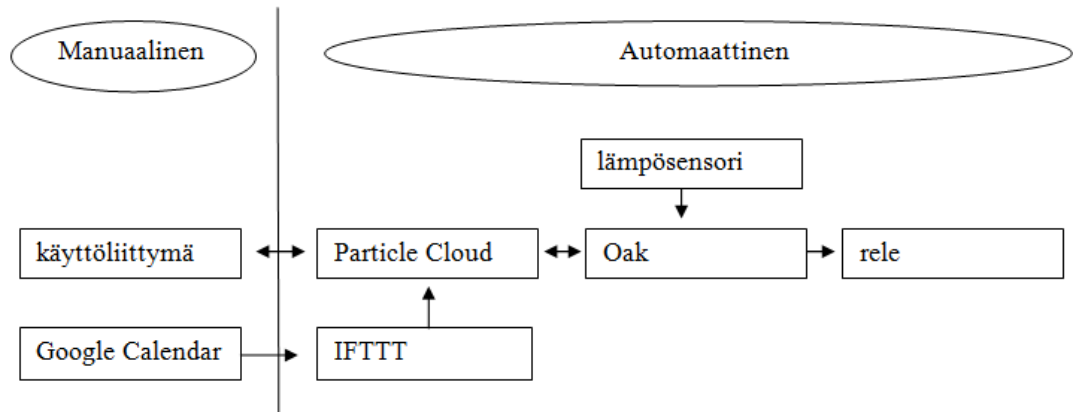 Manuaalinen
Automaattinen
lämpösensori
käyttöliittymä
Particle Cloud
Oak
rele
Google Calendar
IFTTT